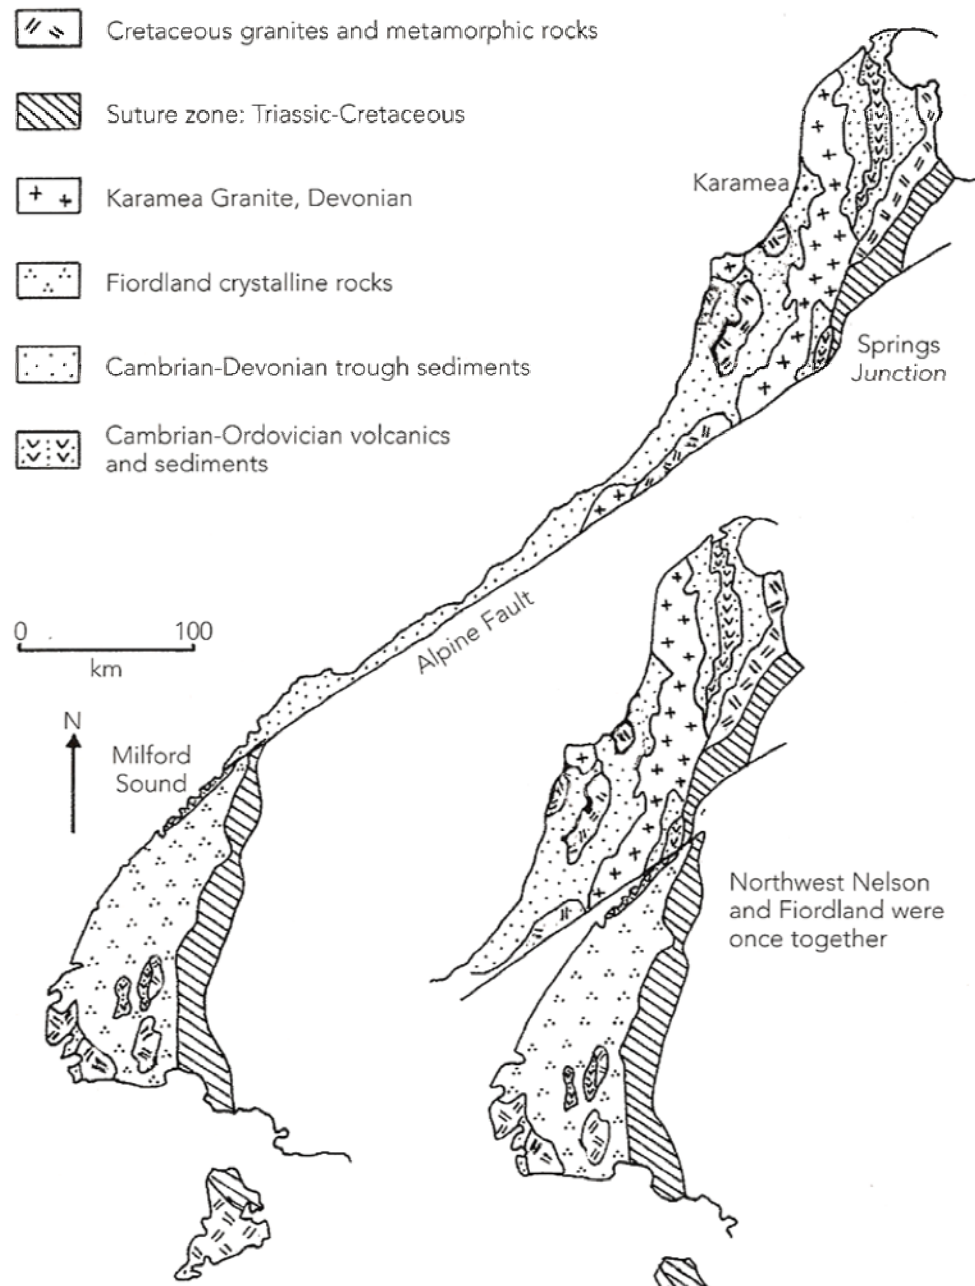 Cretaceous granites and metamorphic rocks
Suture zone: Triassic-Cretaceous
Karamea Granite, Devonian
Fiordland crystalline rocks
Cambrian-Devonian trough sediments
Cambrian-Ordovician volcanics
and sediments
Karamea
Springs
Junction
0 100
km
Alpine Fault
N
Milford
Sound
Northwest Nelson
and Fiordland were
once together